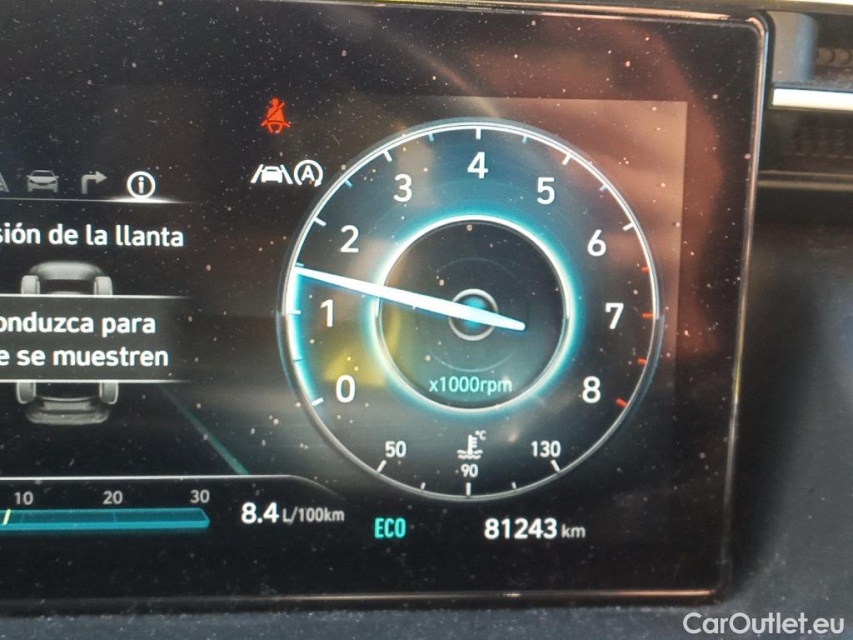 sión de la llanta
onduzca para
e se muestren
0
1
2
3
4
5
6
7
8
x1000rpm
50
°C
90
130
10
20
30
8.4 L/100km
ECO
81243 km
CarOutlet.eu